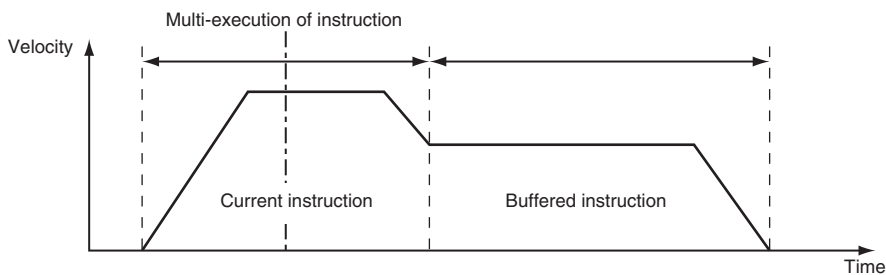 Multi-execution of instruction
Velocity
Current instruction
Buffered instruction
Time